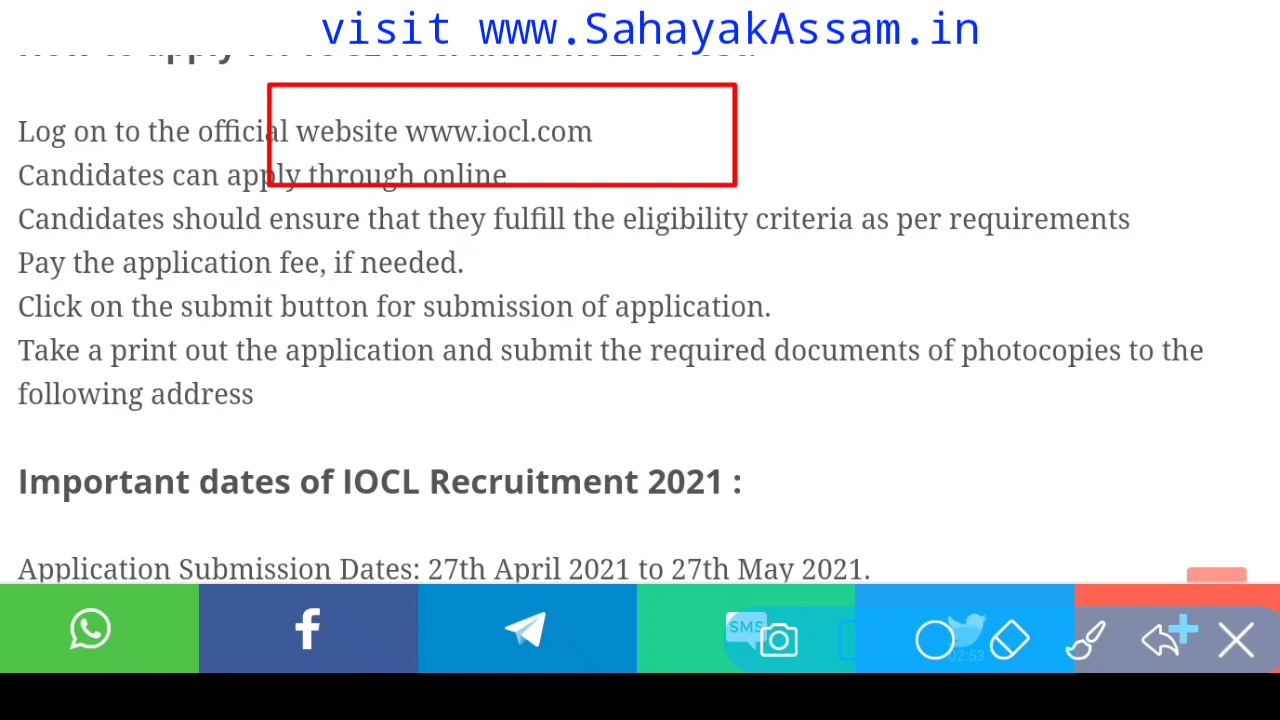 visit www.SahayakAssam.in
Log on to the official website www.iocl.com
Candidates can apply through online
Candidates should ensure that they fulfill the eligibility criteria as per requirements
Pay the application fee, if needed.
Click on the submit button for submission of application.
Take a print out the application and submit the required documents of photocopies to the
following address
Important dates of IOCL Recruitment 2021 :
Application Submission Dates: 27th April 2021 to 27th May 2021.
SMS
02:53